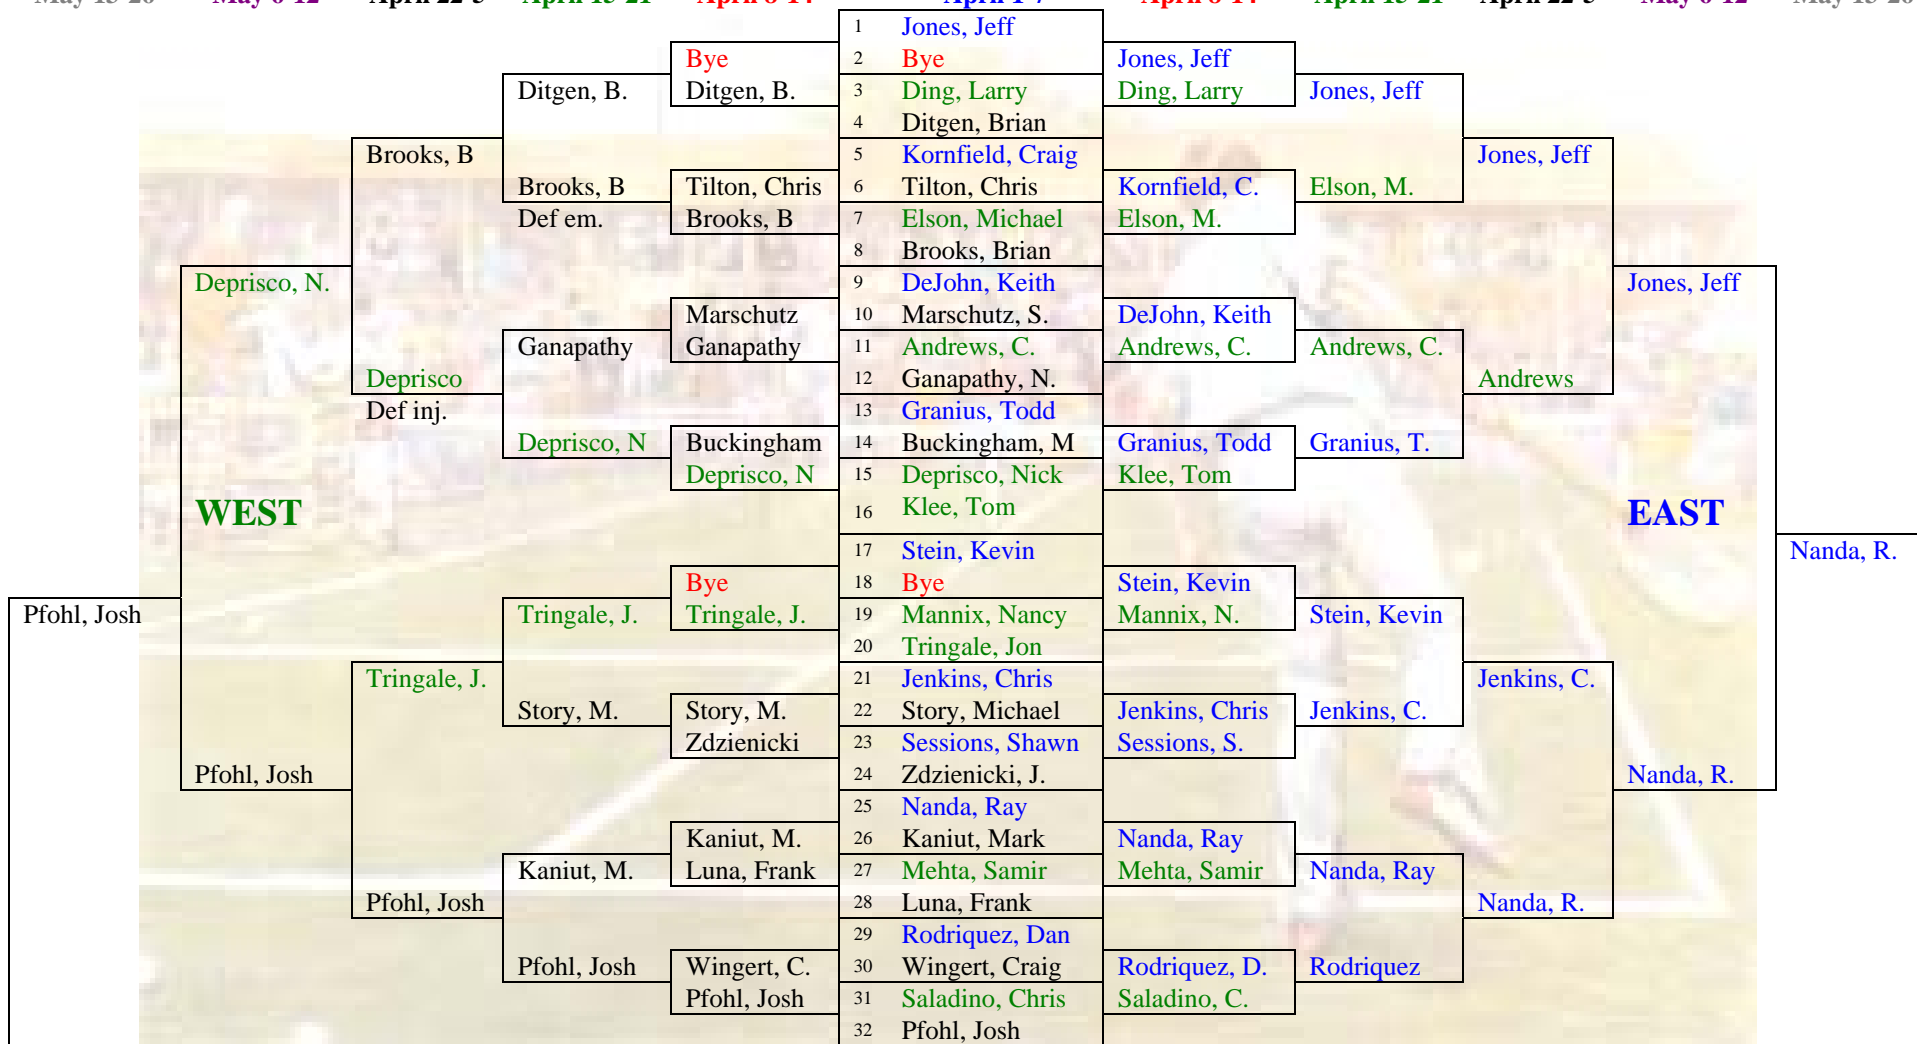 1 Jones, Jeff
Bye 2 Bye Jones, Jeff
Ditgen, B. Ditgen, B. 3 Ding, Larry Ding, Larry Jones, Jeff
4 Ditgen, Brian
Brooks, B 5 Kornfield, Craig Jones, Jeff
Brooks, B Tilton, Chris 6 Tilton, Chris Kornfield, C. Elson, M.
Def em. Brooks, B 7 Elson, Michael Elson, M.
8 Brooks, Brian
Deprisco, N. 9 DeJohn, Keith Jones, Jeff
Marschutz 10 Marschutz, S. DeJohn, Keith
Ganapathy Ganapathy 11 Andrews, C. Andrews, C. Andrews, C.
Deprisco 12 Ganapathy, N. Andrews
Def inj. 13 Granius, Todd
Deprisco, N Buckingham 14 Buckingham, M Granius, Todd Granius, T.
Deprisco, N 15 Deprisco, Nick Klee, Tom
WEST 16 Klee, Tom EAST
17 Stein, Kevin Nanda, R.
Bye 18 Bye Stein, Kevin
Pfohl, Josh Tringale, J. Tringale, J. 19 Mannix, Nancy Mannix, N. Stein, Kevin
20 Tringale, Jon
Tringale, J. 21 Jenkins, Chris Jenkins, C.
Story, M. Story, M. 22 Story, Michael Jenkins, Chris Jenkins, C.
Zdzienicki 23 Sessions, Shawn Sessions, S.
Pfohl, Josh 24 Zdzienicki, J. Nanda, R.
25 Nanda, Ray
Kaniut, M. 26 Kaniut, Mark Nanda, Ray
Kaniut, M. Luna, Frank 27 Mehta, Samir Mehta, Samir Nanda, Ray
Pfohl, Josh 28 Luna, Frank Nanda, R.
29 Rodriquez, Dan
Pfohl, Josh Wingert, C. 30 Wingert, Craig Rodriquez, D. Rodriquez
Pfohl, Josh 31 Saladino, Chris Saladino, C.
32 Pfohl, Josh